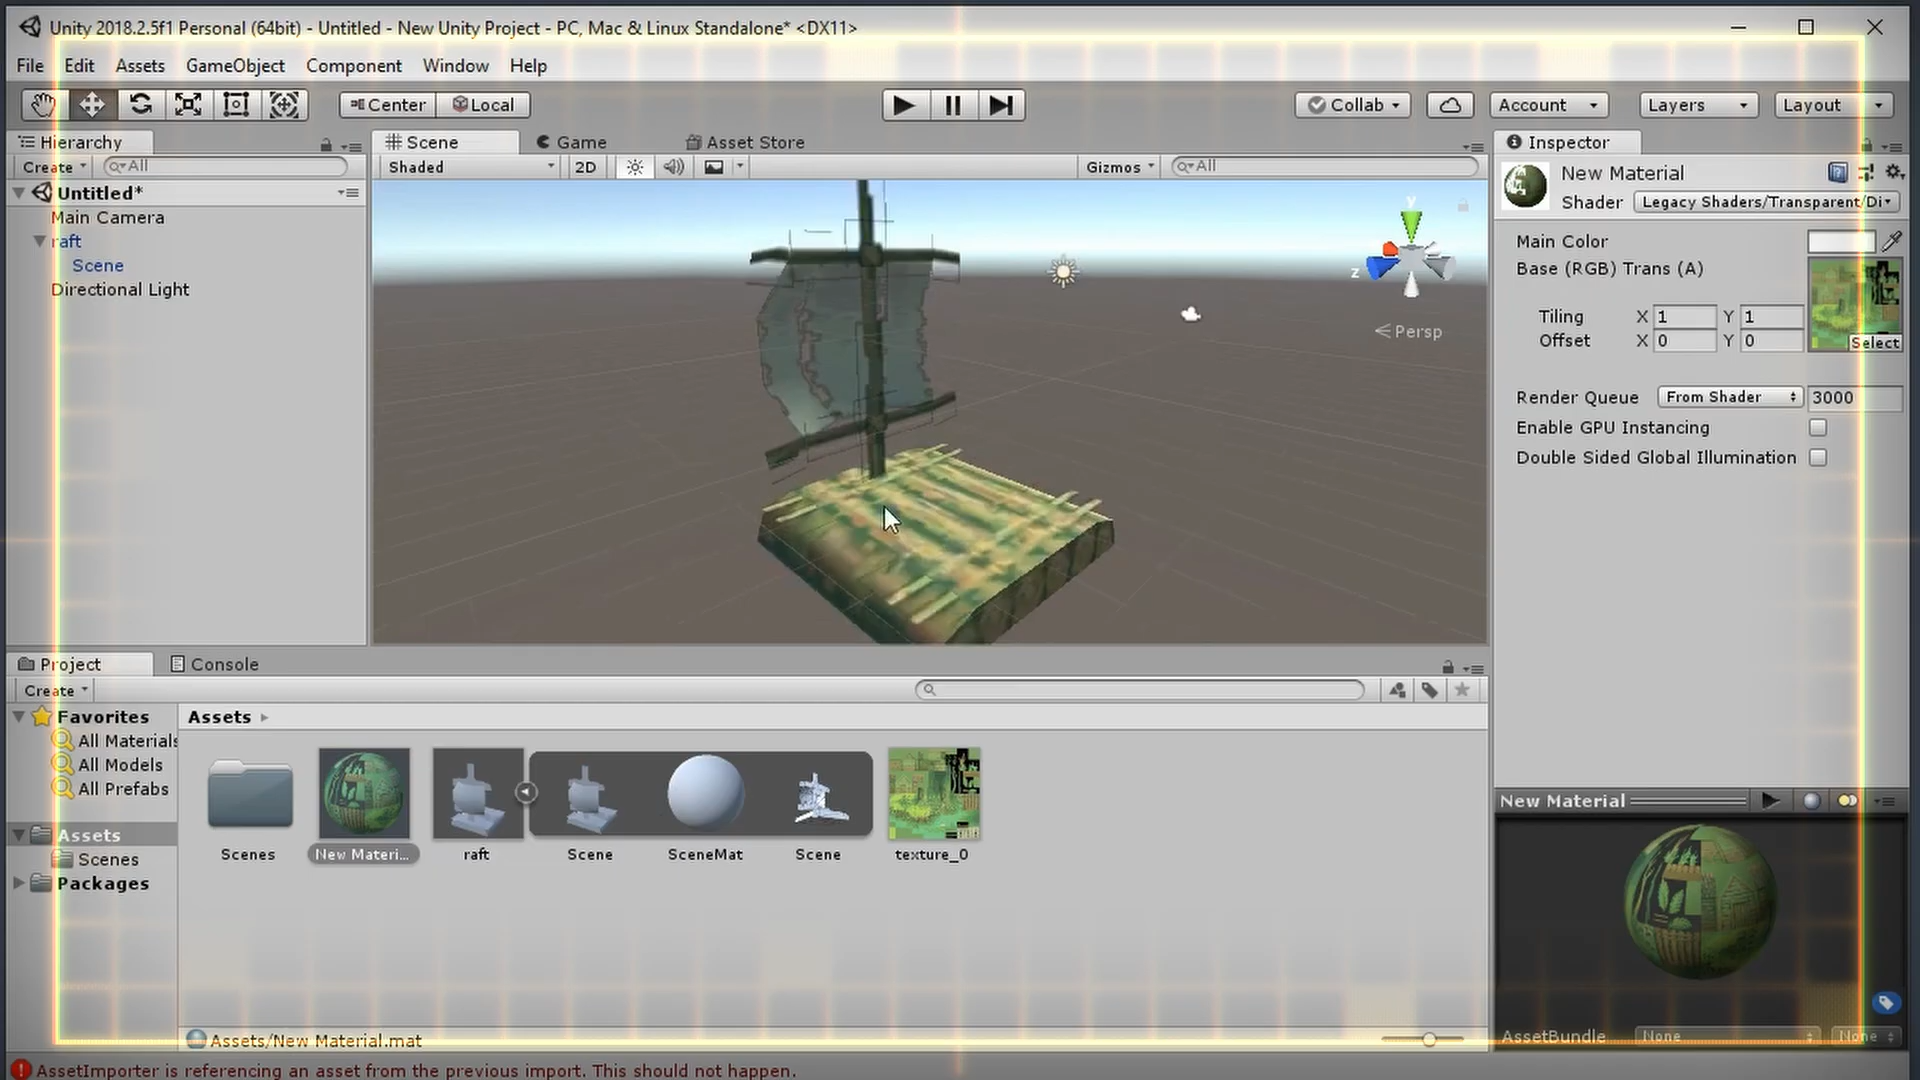 Unity 2018.2.5f1 Personal (64bit) - Untitled - New Unity Project - PC, Mac & Linux Standalone* <DX11>
File Edit Assets GameObject Component Window Help
Center Local Collab Account Layers Layout
Hierarchy
Create All
Untitled*
Main Camera
raft
Scene
Directional Light
Scene Game Asset Store
Shaded 2D Gizmos All
y
z
Persp
Inspector
New Material
Shader Legacy Shaders/Transparent/Di
Main Color
Base (RGB) Trans (A)
Tiling X 1 Y 1
Offset X 0 Y 0
Select
Render Queue From Shader 3000
Enable GPU Instancing
Double Sided Global Illumination
Project Console
Create
Favorites
All Materials
All Models
All Prefabs
Assets
Scenes
Packages
Assets
Scenes New Materi... raft Scene SceneMat Scene texture_0
Assets/New Material.mat
New Material
AssetBundle None None
AssetImporter is referencing an asset from the previous import. This should not happen.